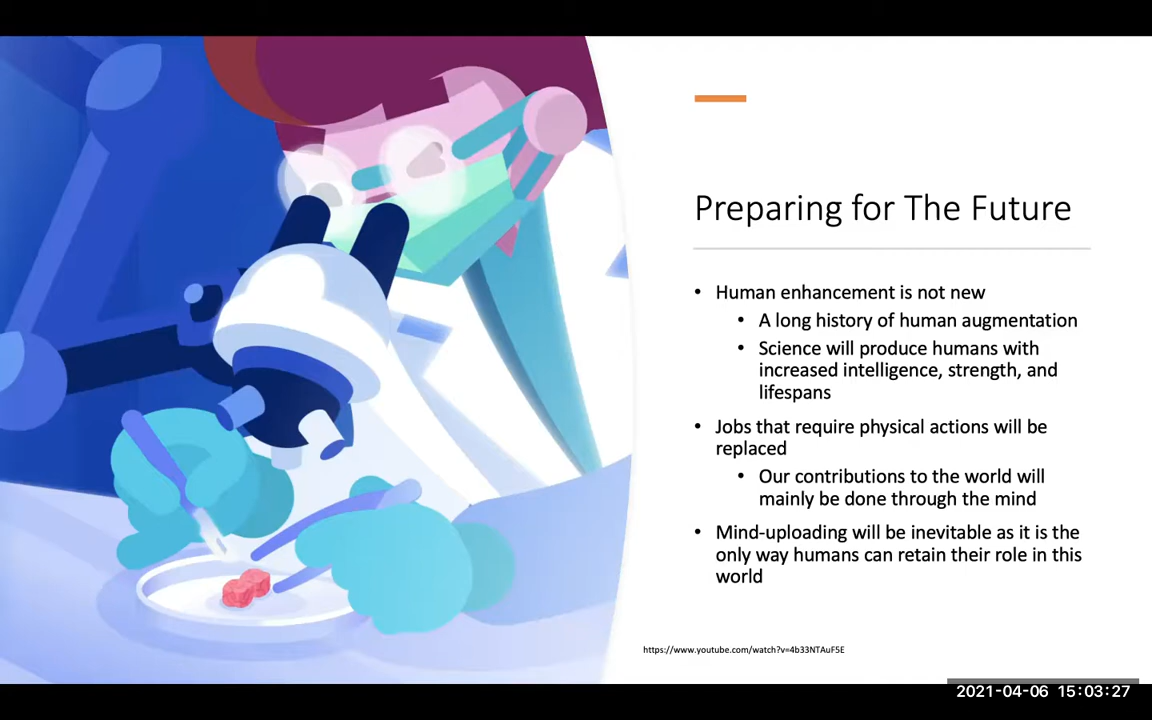 Preparing for The Future
• Human enhancement is not new
• A long history of human augmentation
• Science will produce humans with
increased intelligence, strength, and
lifespans
• Jobs that require physical actions will be
replaced
• Our contributions to the world will
mainly be done through the mind
• Mind-uploading will be inevitable as it is the
only way humans can retain their role in this
world
https://www.youtube.com/watch?v=4b33NTAuF5E
2021-04-06 15:03:27